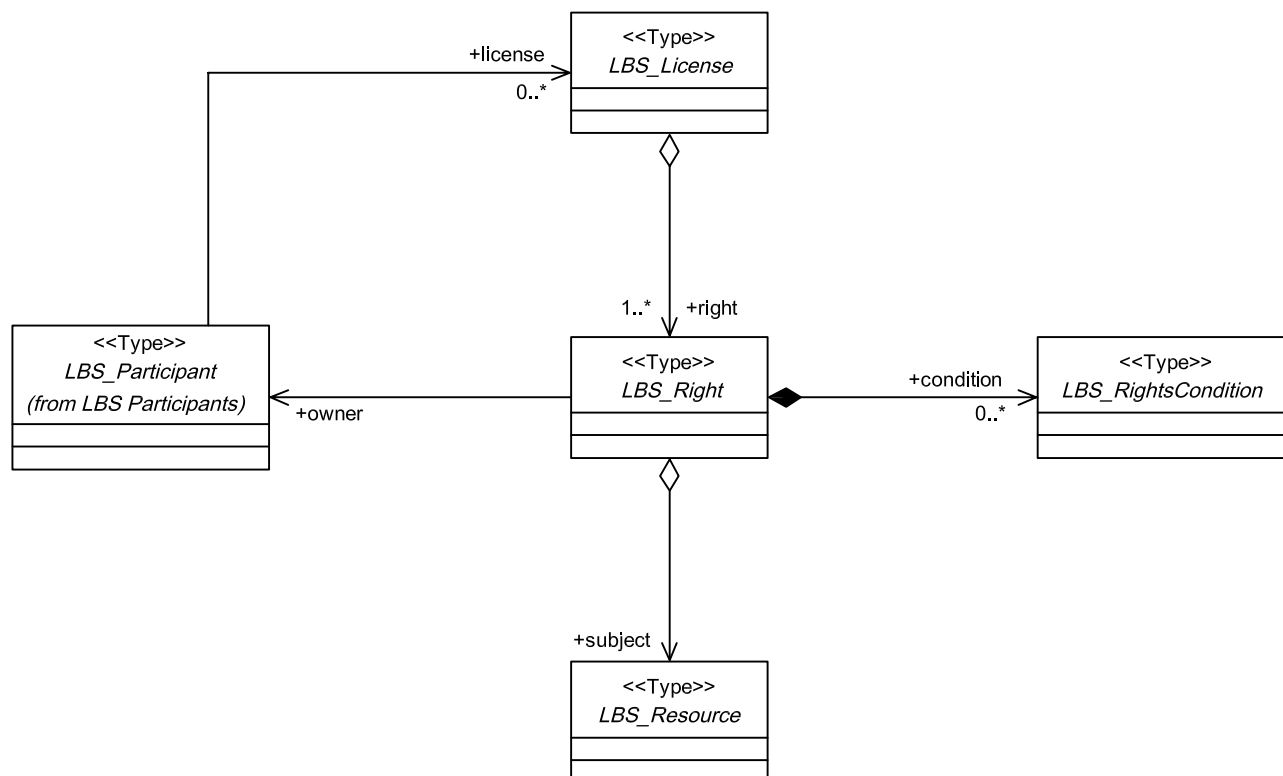 <<Type>>
LBS_License
+license
0..*
1..*
+right
<<Type>>
LBS_Participant
(from LBS Participants)
+owner
<<Type>>
LBS_Right
+condition
0..*
<<Type>>
LBS_RightsCondition
+subject
<<Type>>
LBS_Resource